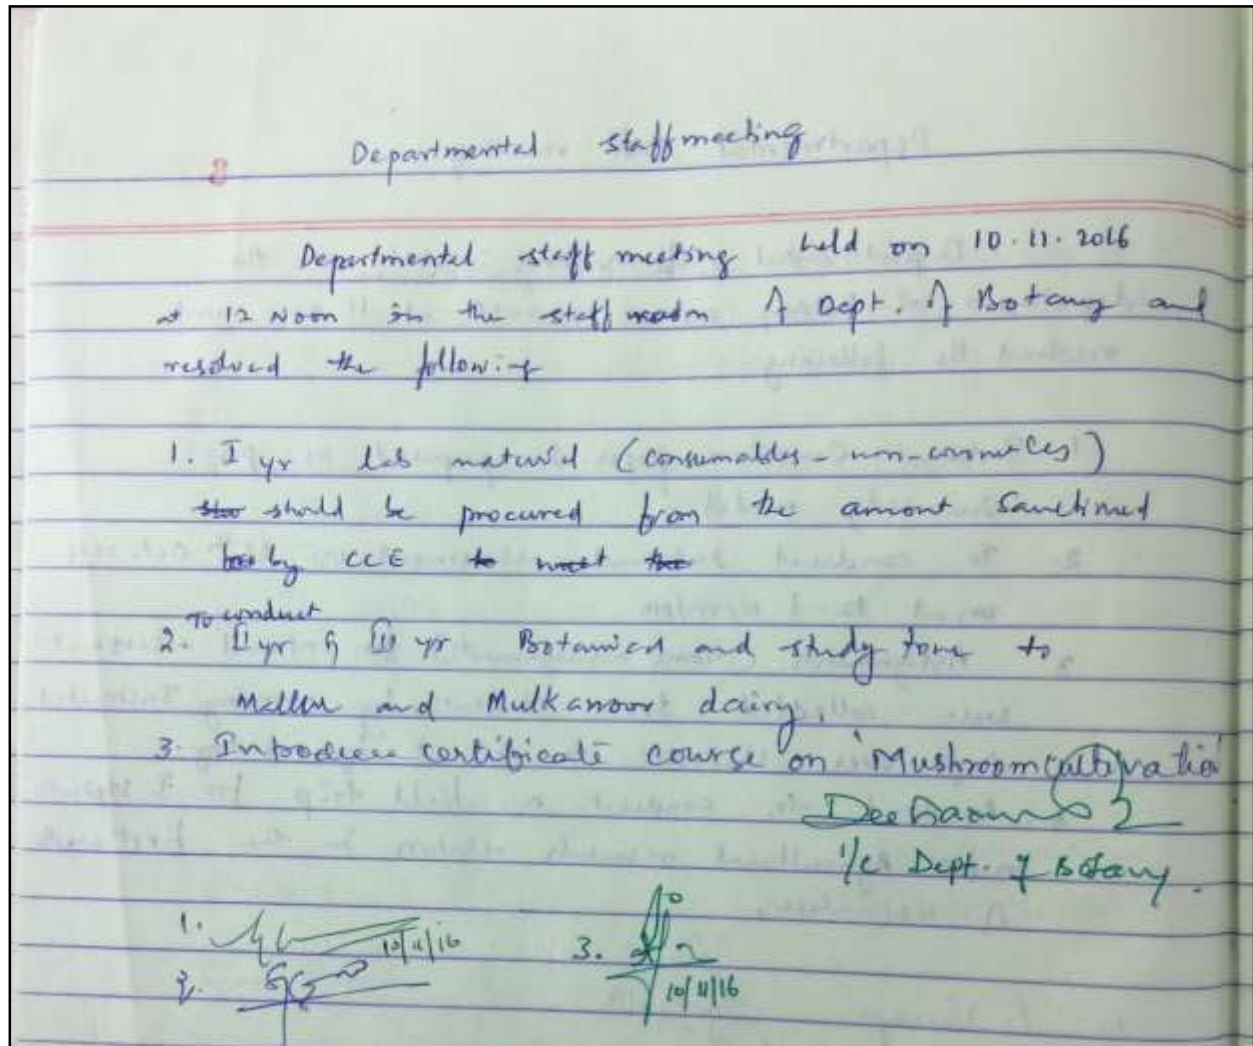 Departmental staff meeting
Departmental staff meeting held on 10.11.2016
at 12 Noon in the staff room of Dept. of Botany and
resolved the following
1. I yr lab material (consumables - non-
should be procured from the amont Sanctioned
by CCE
To conduct
2. II yr & III yr Botanical and study tour to
and Mulkanoor dairy.
3. Introduce certificate course on 'Mushroom cultivation'
I/c Dept. of Botany.
1. 10/11/16
2.
3. 10/11/16